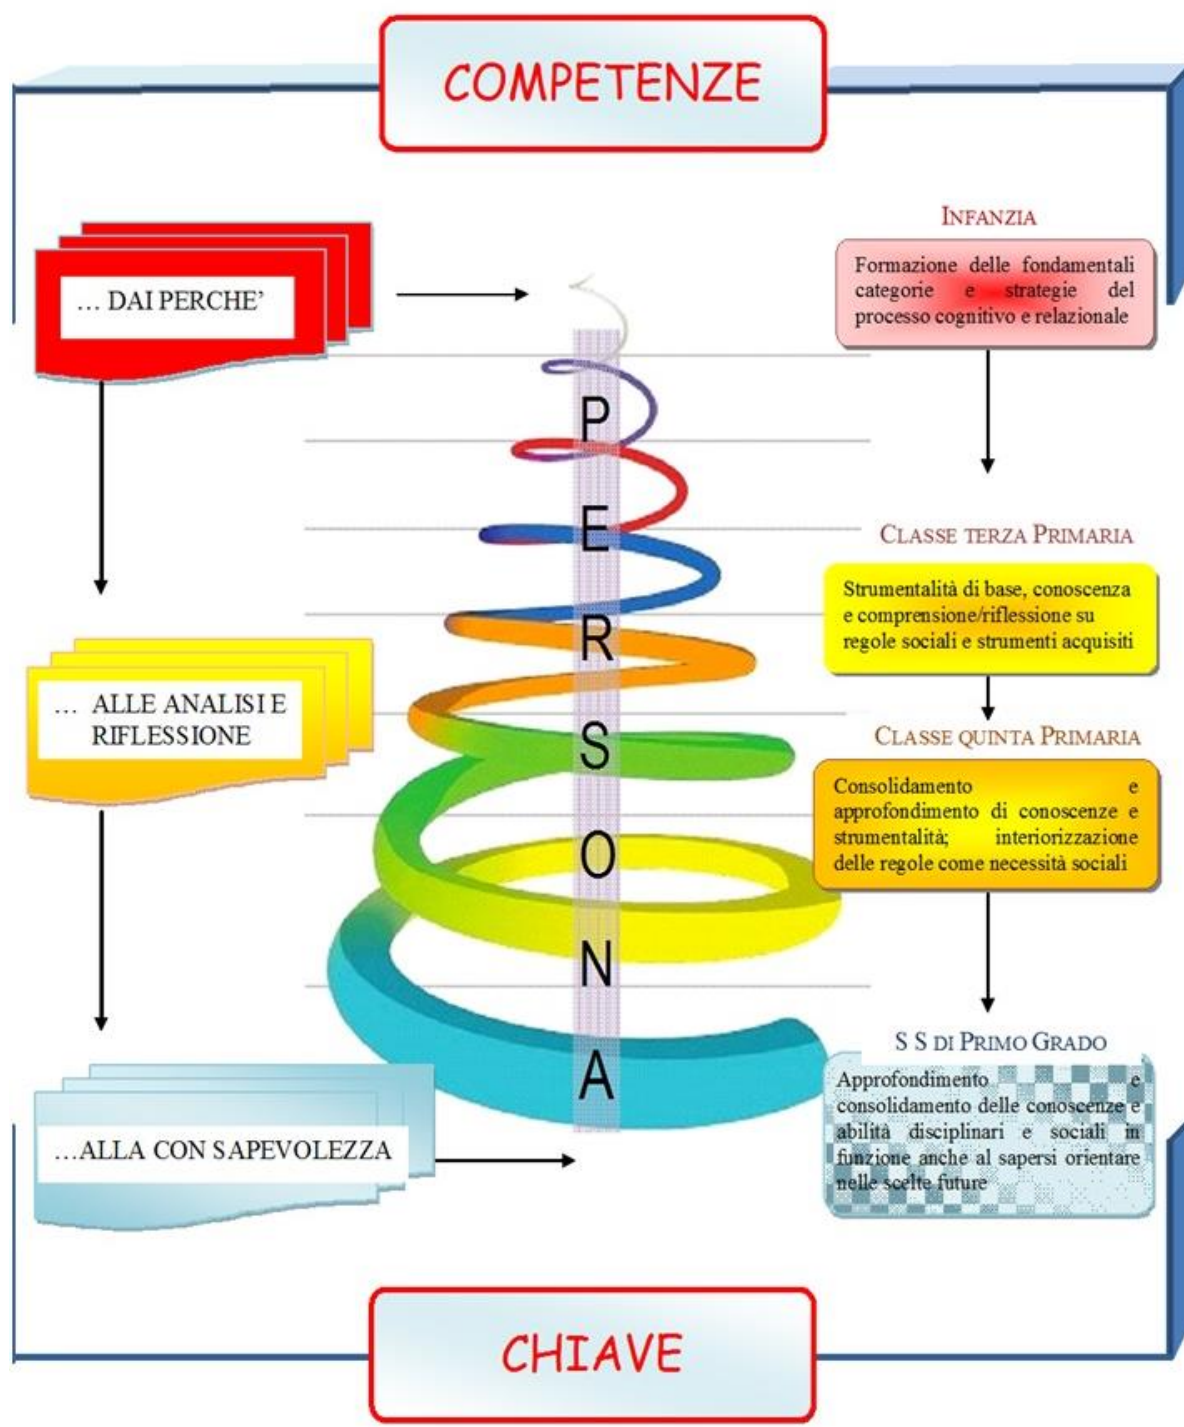 COMPETENZE
… DAI PERCHE’
… ALLE ANALISI E
RIFLESSIONE
…ALLA CON SAPEVOLEZZA
P
E
R
S
O
N
A
INFANZIA
Formazione delle fondamentali
categorie e strategie del
processo cognitivo e relazionale
CLASSE TERZA PRIMARIA
Strumentalità di base, conoscenza
e comprensione/riflessione su
regole sociali e strumenti acquisiti
CLASSE QUINTA PRIMARIA
Consolidamento e
approfondimento di conoscenze e
strumentalità; interiorizzazione
delle regole come necessità sociali
S S DI PRIMO GRADO
Approfondimento e
consolidamento delle conoscenze e
abilità disciplinari e sociali in
funzione anche al sapersi orientare
nelle scelte future
CHIAVE